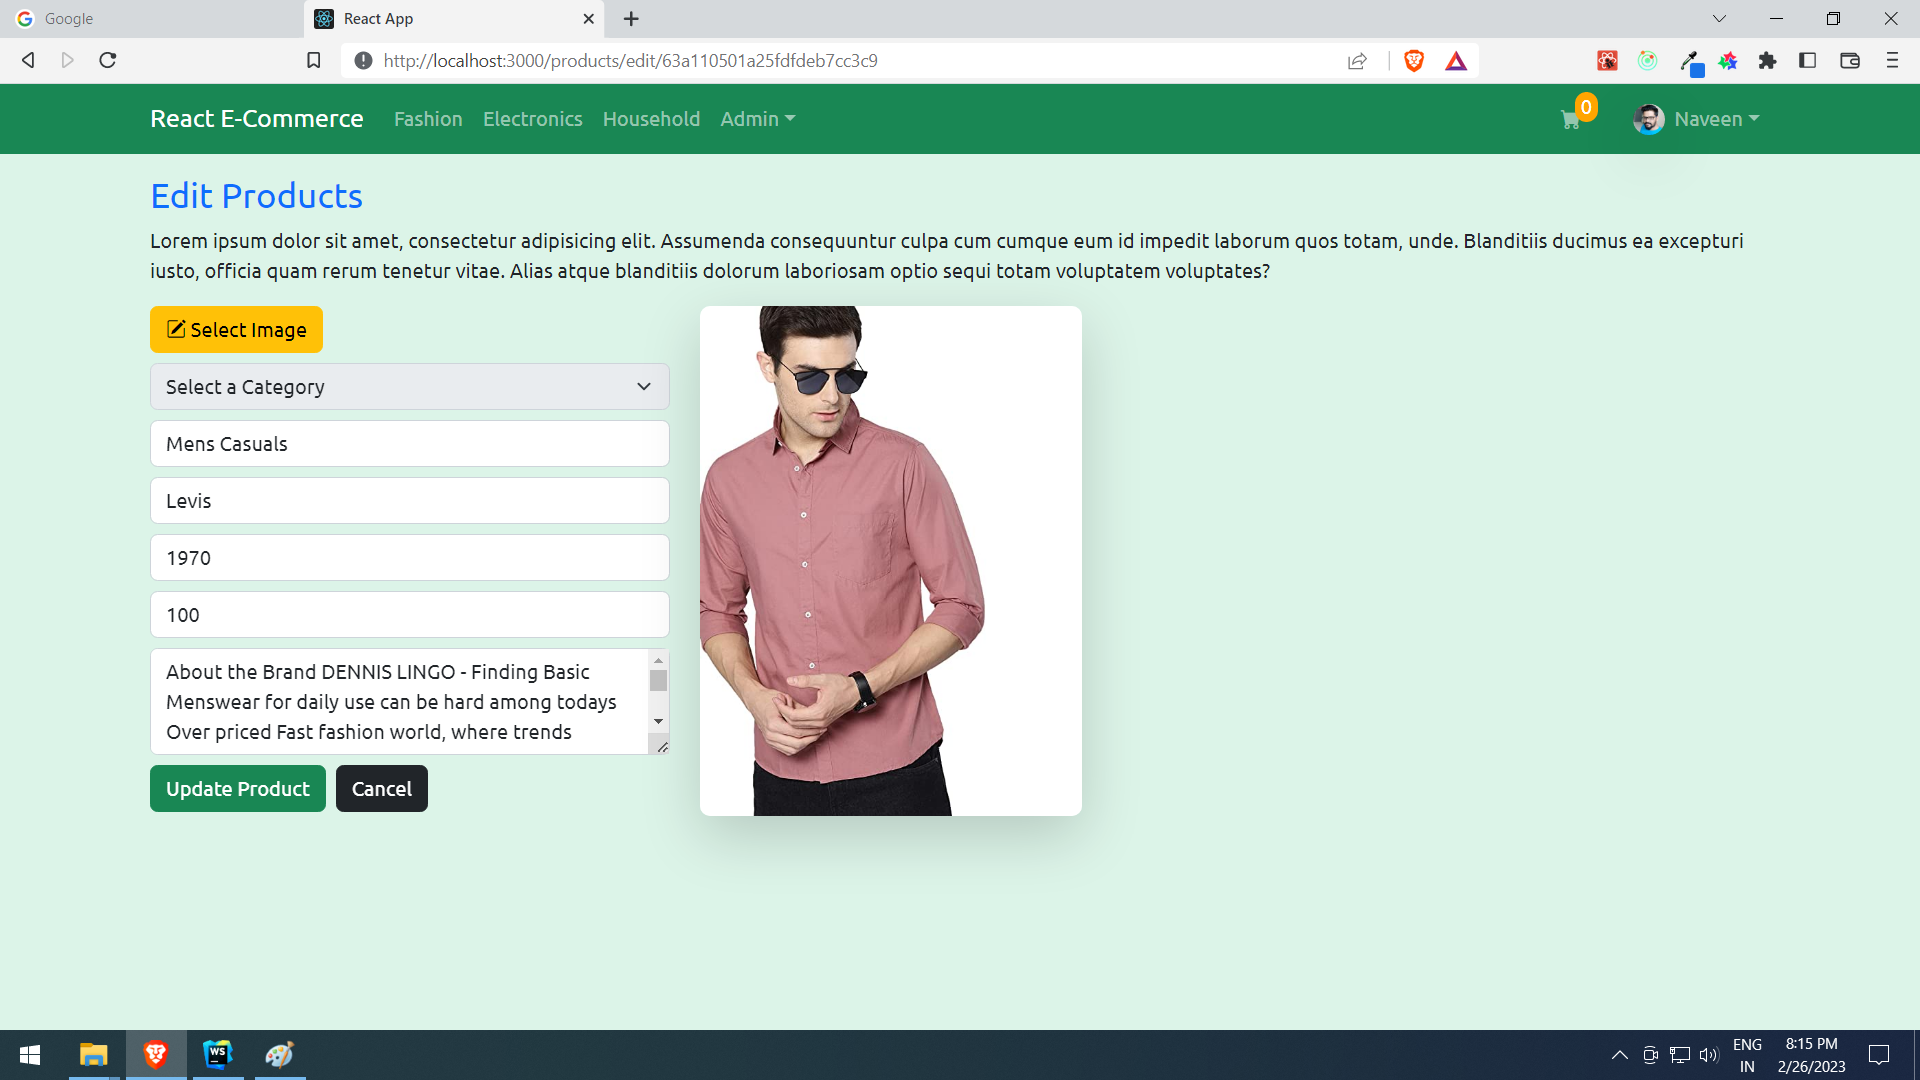 Google
React App
http://localhost:3000/products/edit/63a110501a25fdfdeb7cc3c9
React E-Commerce Fashion Electronics Household Admin 0 Naveen
Edit Products
Lorem ipsum dolor sit amet, consectetur adipisicing elit. Assumenda consequuntur culpa cum cumque eum id impedit laborum quos totam, unde. Blanditiis ducimus ea excepturi
iusto, officia quam rerum tenetur vitae. Alias atque blanditiis dolorum laboriosam optio sequi totam voluptatem voluptates?
Select Image
Select a Category
Mens Casuals
Levis
1970
100
About the Brand DENNIS LINGO - Finding Basic
Menswear for daily use can be hard among todays
Over priced Fast fashion world, where trends
Update Product Cancel
WS
ENG
IN
8:15 PM
2/26/2023